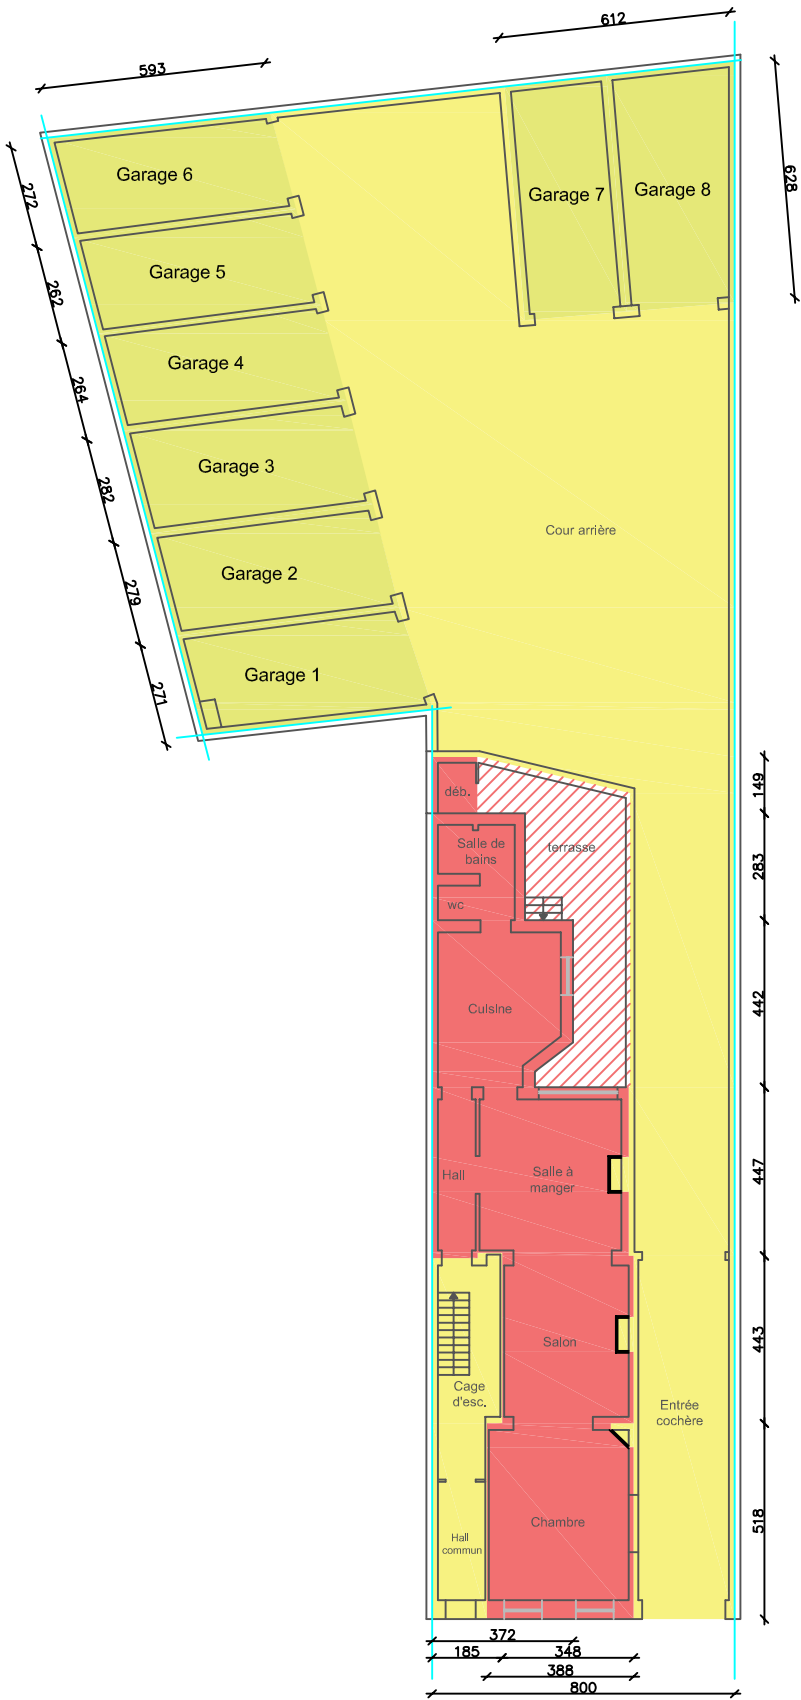 612
593
628
272
262
264
282
279
271
Garage 6
Garage 7
Garage 8
Garage 5
Garage 4
Garage 3
Cour arrière
Garage 2
Garage 1
déb.
149
Salle de
bains
terrasse
283
wc
Cuisine
442
Hall
Salle à
manger
447
Salon
443
Cage
d'esc.
Entrée
cochère
Chambre
518
Hall
commun
372
185
348
388
800